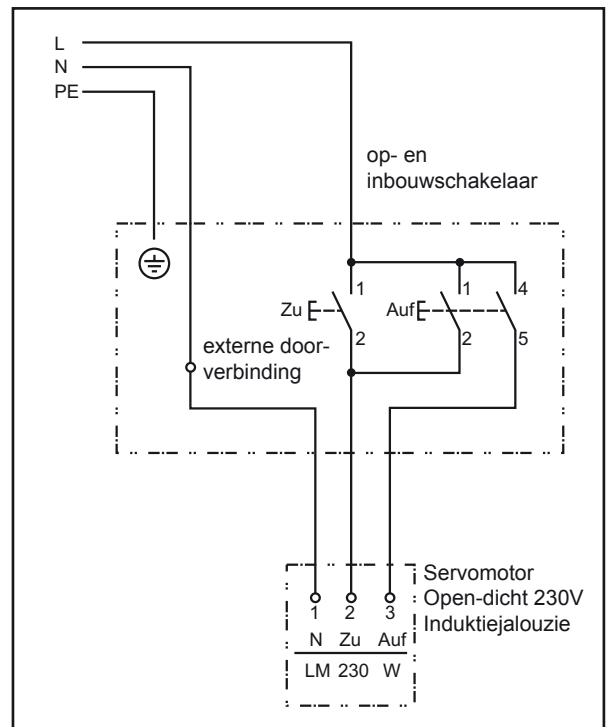 L
N
PE
op- en
inbouwschakelaar
1 1 4
Zu Auf
2 2 5
externe door-
verbinding
Servomotor
Open-dicht 230V
Induktiejalouzie
1 2 3
N Zu Auf
LM 230 W